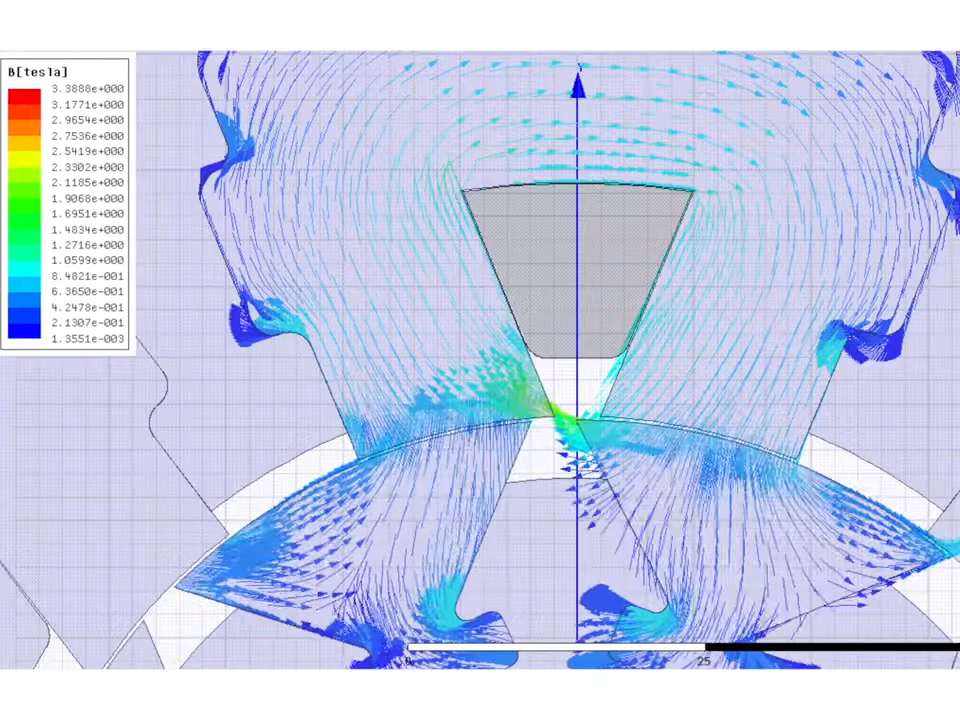 B[tesla]
3.3888e+000
3.1771e+000
2.9654e+000
2.7536e+000
2.5419e+000
2.3302e+000
2.1185e+000
1.9068e+000
1.6951e+000
1.4834e+000
1.2716e+000
1.0599e+000
8.4821e-001
6.3650e-001
4.2478e-001
2.1307e-001
1.3551e-003
0
25